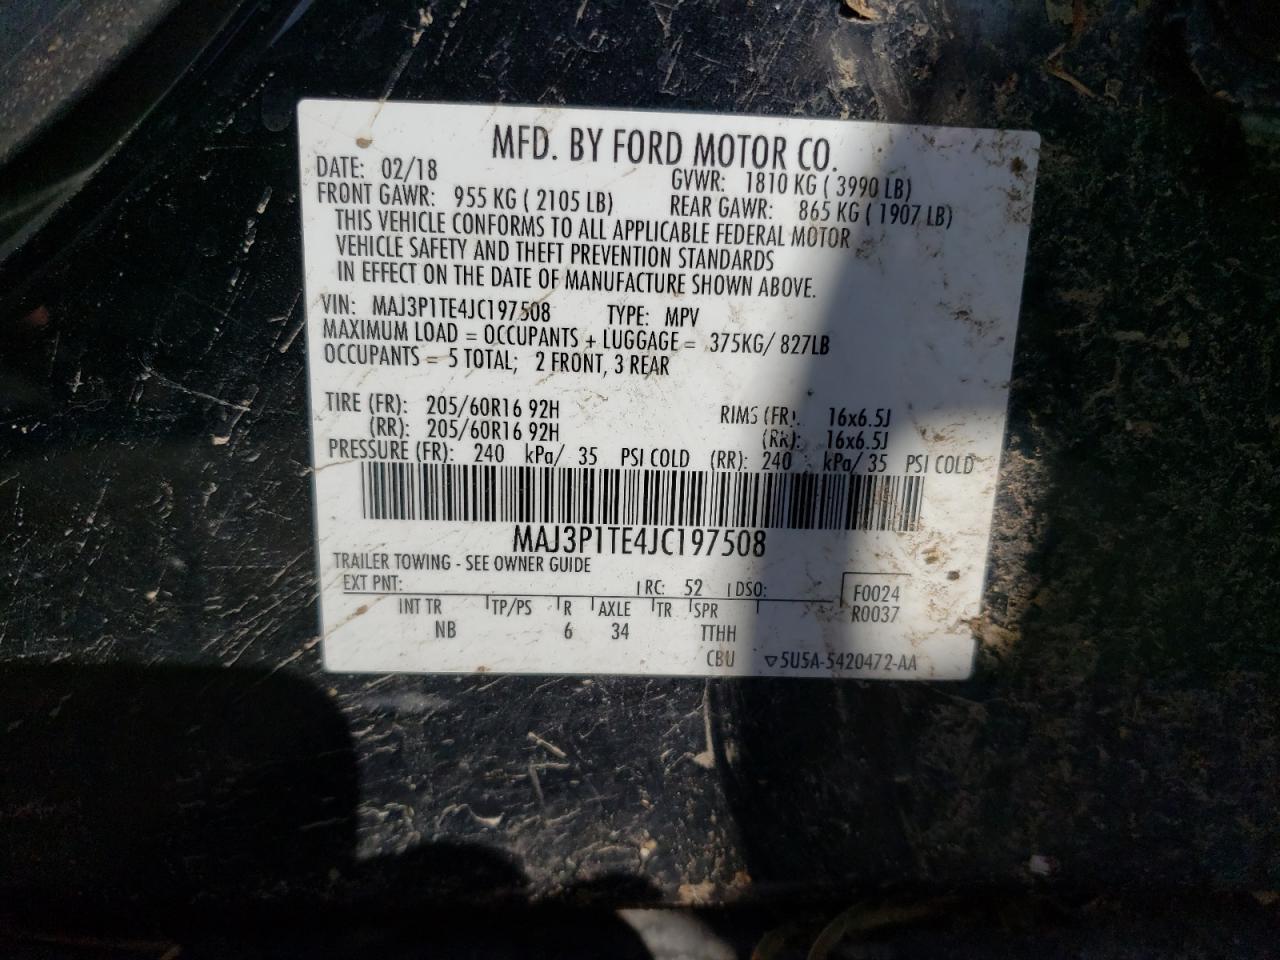 MFD. BY FORD MOTOR CO.
DATE: 02/18 GVWR: 1810 KG ( 3990 LB)
FRONT GAWR: 955 KG ( 2105 LB) REAR GAWR: 865 KG ( 1907 LB)
THIS VEHICLE CONFORMS TO ALL APPLICABLE FEDERAL MOTOR
VEHICLE SAFETY AND THEFT PREVENTION STANDARDS
IN EFFECT ON THE DATE OF MANUFACTURE SHOWN ABOVE.
VIN: MAJ3P1TE4JC197508 TYPE: MPV
MAXIMUM LOAD = OCCUPANTS + LUGGAGE = 375KG/ 827LB
OCCUPANTS = 5 TOTAL; 2 FRONT, 3 REAR
TIRE (FR): 205/60R16 92H RIMS (FR): 16x6.5J
(RR): 205/60R16 92H (RR): 16x6.5J
PRESSURE (FR): 240 kPa/ 35 PSI COLD (RR): 240 kPa/ 35 PSI COLD
MAJ3P1TE4JC197508
TRAILER TOWING - SEE OWNER GUIDE
EXT PNT: RC: 52 DSO: F0024
INT TR TP/PS R AXLE TR SPR R0037
NB 6 34 TTHH
CBU ▽5U5A-5420472-AA